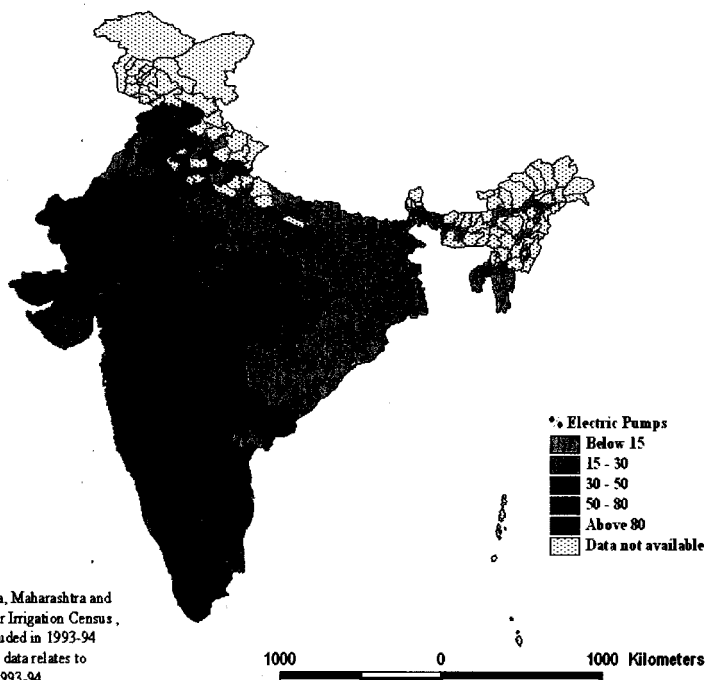 % Electric Pumps
Below 15
15 - 30
30 - 50
50 - 80
Above 80
Data not available
, Maharashtra and
Irrigation Census ,
in 1993-94
data relates to
1000 0 1000 Kilometers